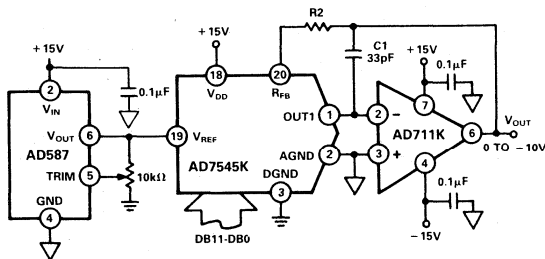 R2
C1
33pF
+15V
+15V
+15V
0.1µF
0.1µF
2
VIN
18
VDD
20
RFB
7
OUT1
1
2
−
AD711K
6
VOUT
0 TO −10V
VOUT
6
19
VREF
AD587
AD7545K
AGND
2
3
+
TRIM
5
10kΩ
DGND
3
4
0.1µF
GND
4
DB11-DB0
−15V